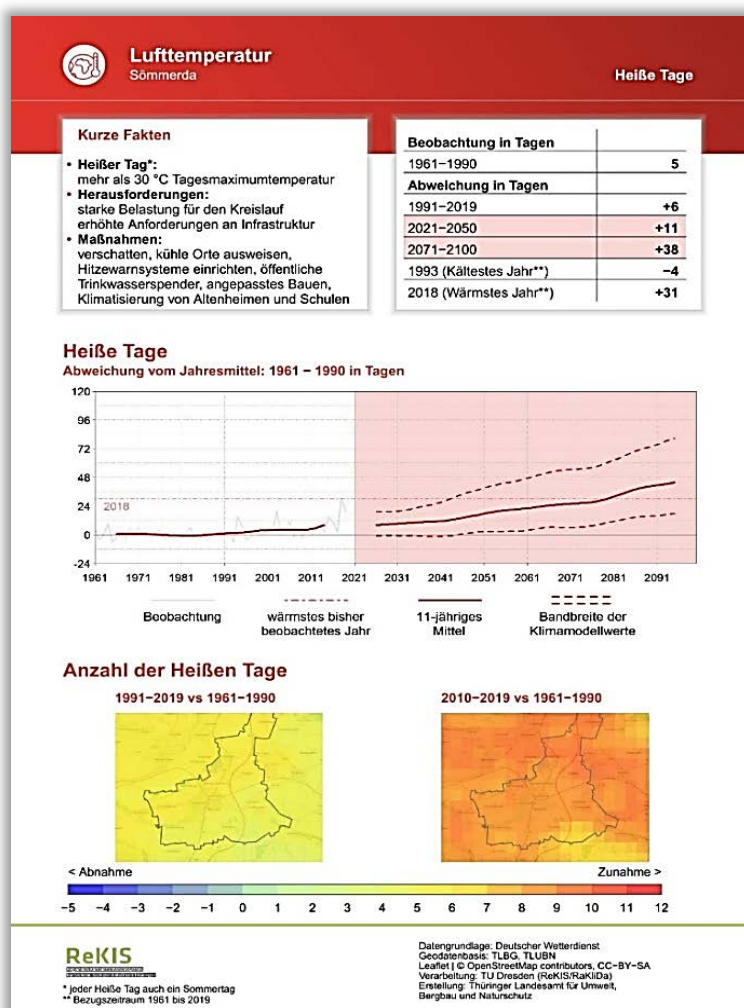 Lufttemperatur
Sömmerda
Heiße Tage
Kurze Fakten
• Heißer Tag*:
mehr als 30 °C Tagesmaximumtemperatur
• Herausforderungen:
starke Belastung für den Kreislauf
erhöhte Anforderungen an Infrastruktur
• Maßnahmen:
verschatten, kühle Orte ausweisen,
Hitzewarnsysteme einrichten, öffentliche
Trinkwasserspender, angepasstes Bauen,
Klimatisierung von Altenheimen und Schulen
Beobachtung in Tagen
1961–1990 5
Abweichung in Tagen
1991–2019 +6
2021–2050 +11
2071–2100 +38
1993 (Kältestes Jahr**) −4
2018 (Wärmstes Jahr**) +31
Heiße Tage
Abweichung vom Jahresmittel: 1961 – 1990 in Tagen
120
96
72
48
24
0
-24
2018
1961 1971 1981 1991 2001 2011 2021 2031 2041 2051 2061 2071 2081 2091
Beobachtung
wärmstes bisher
beobachtetes Jahr
11-jähriges
Mittel
Bandbreite der
Klimamodellwerte
Anzahl der Heißen Tage
1991–2019 vs 1961–1990
2010–2019 vs 1961–1990
< Abnahme Zunahme >
−5 −4 −3 −2 −1 0 1 2 3 4 5 6 7 8 9 10 11 12
ReKIS
* jeder Heiße Tag auch ein Sommertag
** Bezugszeitraum 1961 bis 2019
Datengrundlage: Deutscher Wetterdienst
Geodatenbasis: TLBG, TLUBN
Leaflet | © OpenStreetMap contributors, CC−BY−SA
Verarbeitung: TU Dresden (ReKIS/RaKliDa)
Erstellung: Thüringer Landesamt für Umwelt,
Bergbau und Naturschutz